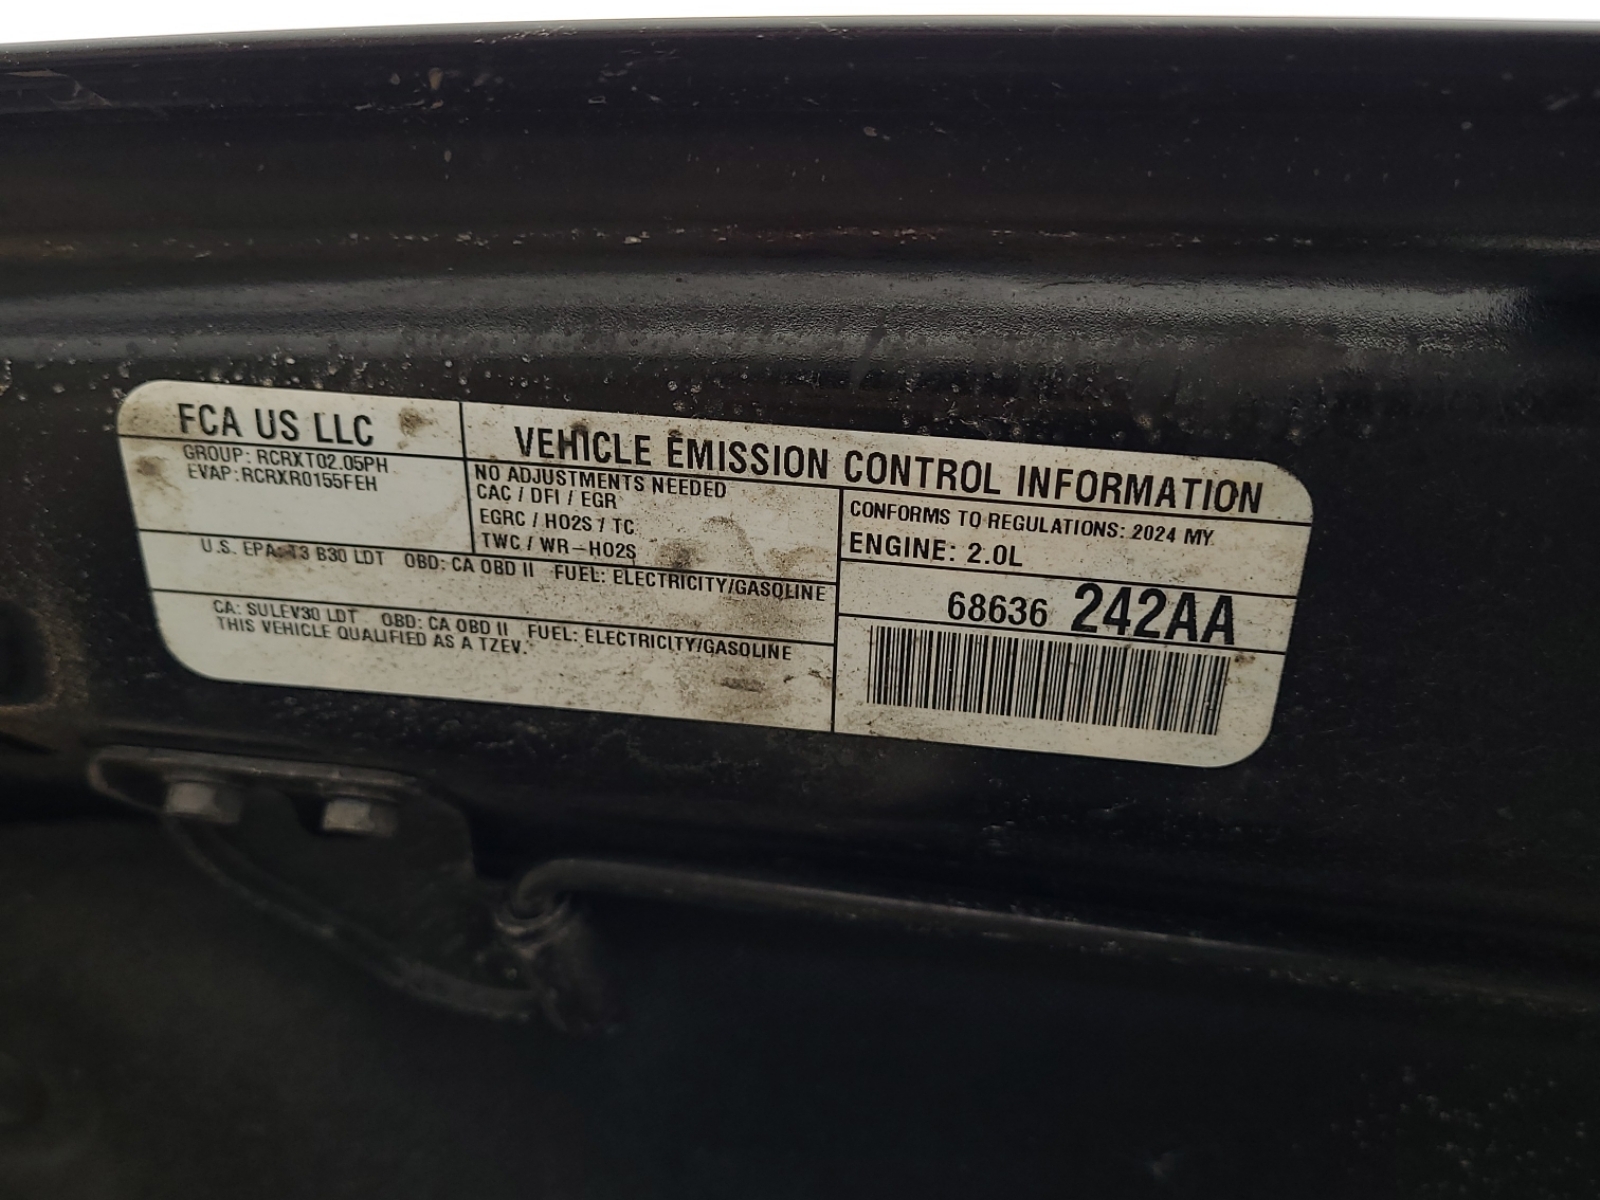 FCA US LLC
GROUP: RCRXT02.05PH
EVAP: RCRXR0155FEH
VEHICLE EMISSION CONTROL INFORMATION
NO ADJUSTMENTS NEEDED
CAC / DFI / EGR
EGRC / HO2S / TC
TWC / WR-HO2S
CONFORMS TO REGULATIONS: 2024 MY
ENGINE: 2.0L
U.S. EPA: T3 B30 LDT OBD: CA OBD II FUEL: ELECTRICITY/GASOLINE
CA: SULEV30 LDT OBD: CA OBD II FUEL: ELECTRICITY/GASOLINE
THIS VEHICLE QUALIFIED AS A TZEV.
68636 242AA